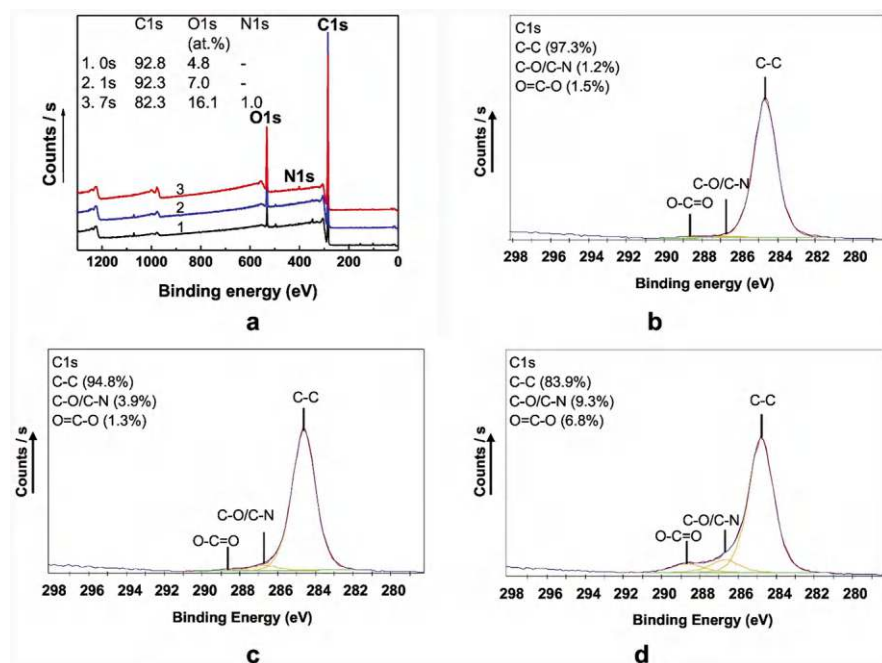 C1s O1s N1s
(at.%)
1. 0s 92.8 4.8 -
2. 1s 92.3 7.0 -
3. 7s 82.3 16.1 1.0
C1s
O1s
N1s
3
2
1
Counts / s
1200 1000 800 600 400 200 0
Binding energy (eV)
a
C1s
C-C (97.3%)
C-O/C-N (1.2%)
O=C-O (1.5%)
C-C
C-O/C-N
O-C=O
Counts / s
298 296 294 292 290 288 286 284 282 280
Binding energy (eV)
b
C1s
C-C (94.8%)
C-O/C-N (3.9%)
O=C-O (1.3%)
C-C
C-O/C-N
O-C=O
Counts / s
298 296 294 292 290 288 286 284 282 280
Binding Energy (eV)
c
C1s
C-C (83.9%)
C-O/C-N (9.3%)
O=C-O (6.8%)
C-C
C-O/C-N
O-C=O
Counts / s
298 296 294 292 290 288 286 284 282 280
Binding Energy (eV)
d